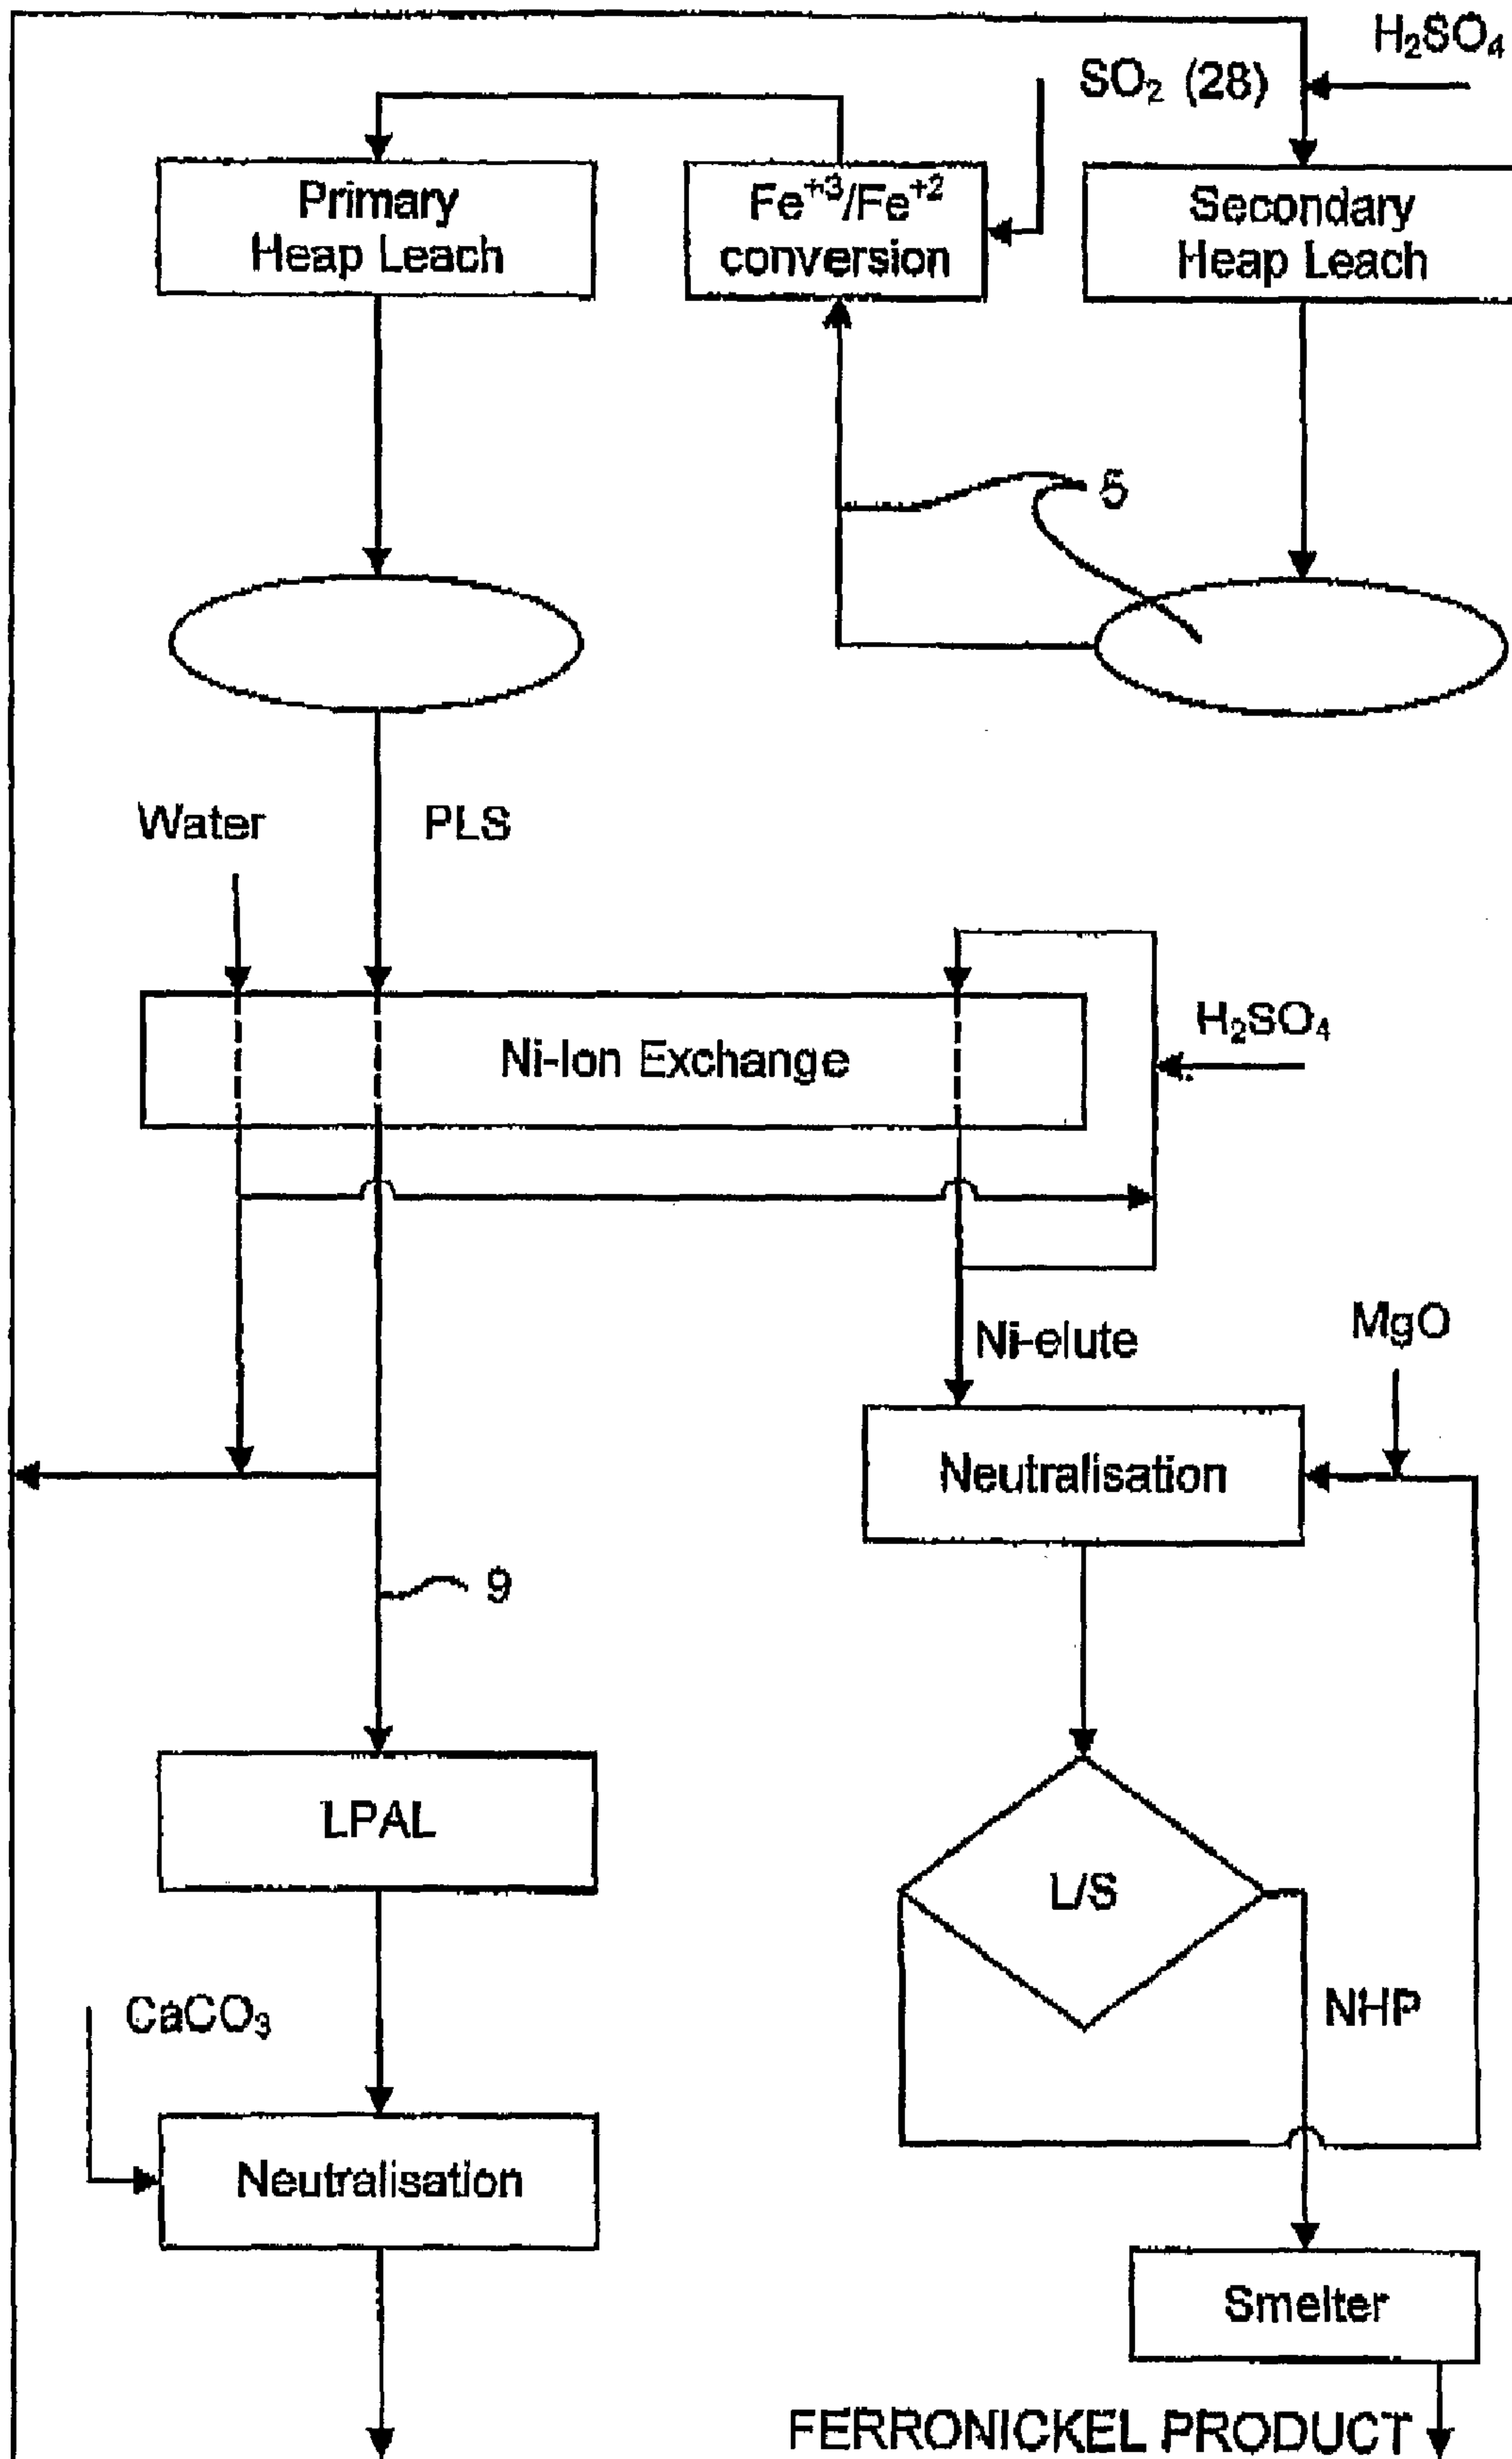 H₂SO₄
SO₂ (28)
Primary
Heap Leach
Fe⁺³/Fe⁺²
conversion
Secondary
Heap Leach
5
Water
PLS
Ni-Ion Exchange
H₂SO₄
Ni-elute
MgO
Neutralisation
9
LPAL
L/S
NHP
CaCO₃
Neutralisation
Smelter
FERRONICKEL PRODUCT